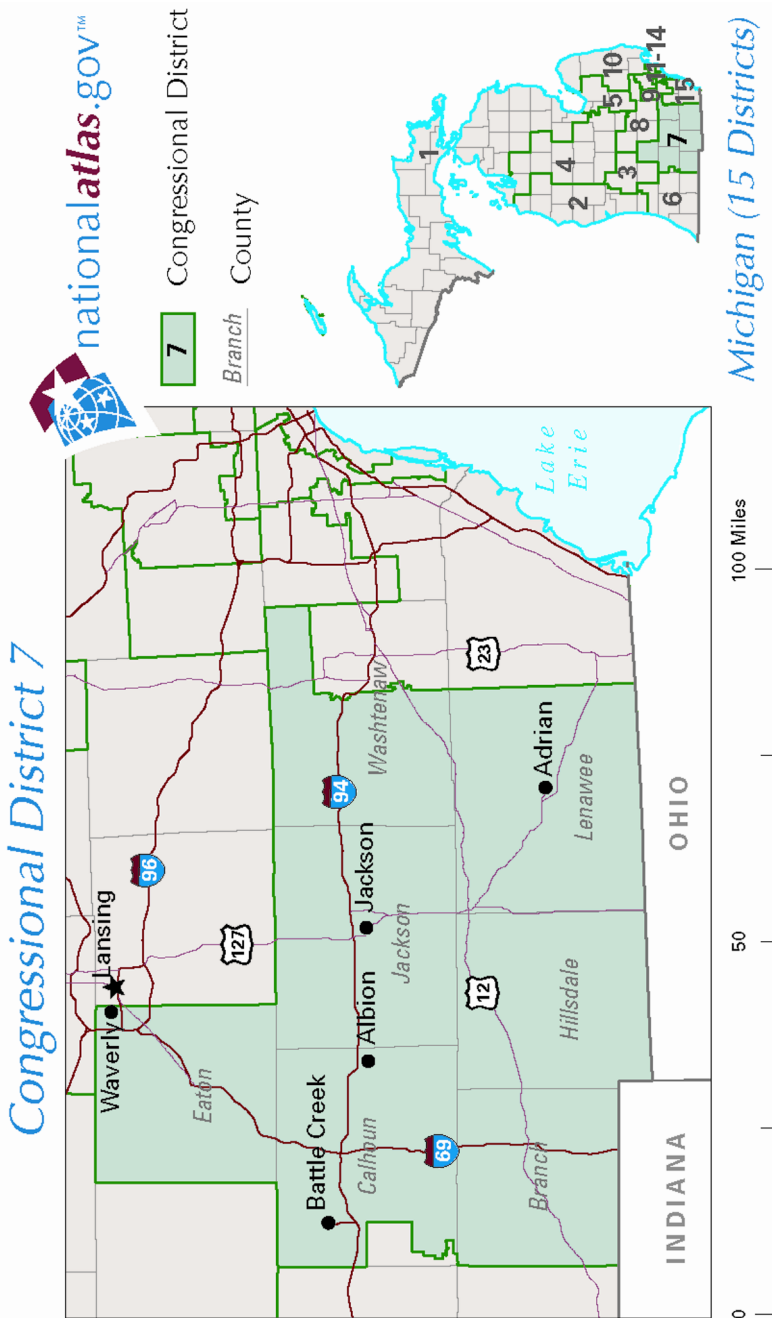 Congressional District 7
nationalatlas.gov™
7 Congressional District
Branch County
Waverly
Lansing
96
127
Eaton
Battle Creek
Albion
Jackson
94
Washtenaw
Calhoun
Jackson
69
12
23
Adrian
Branch
Hillsdale
Lenawee
Lake
Erie
INDIANA
OHIO
0
50
100 Miles
1
2
4
10
5
3
8
9
11-14
6
7
15
Michigan (15 Districts)